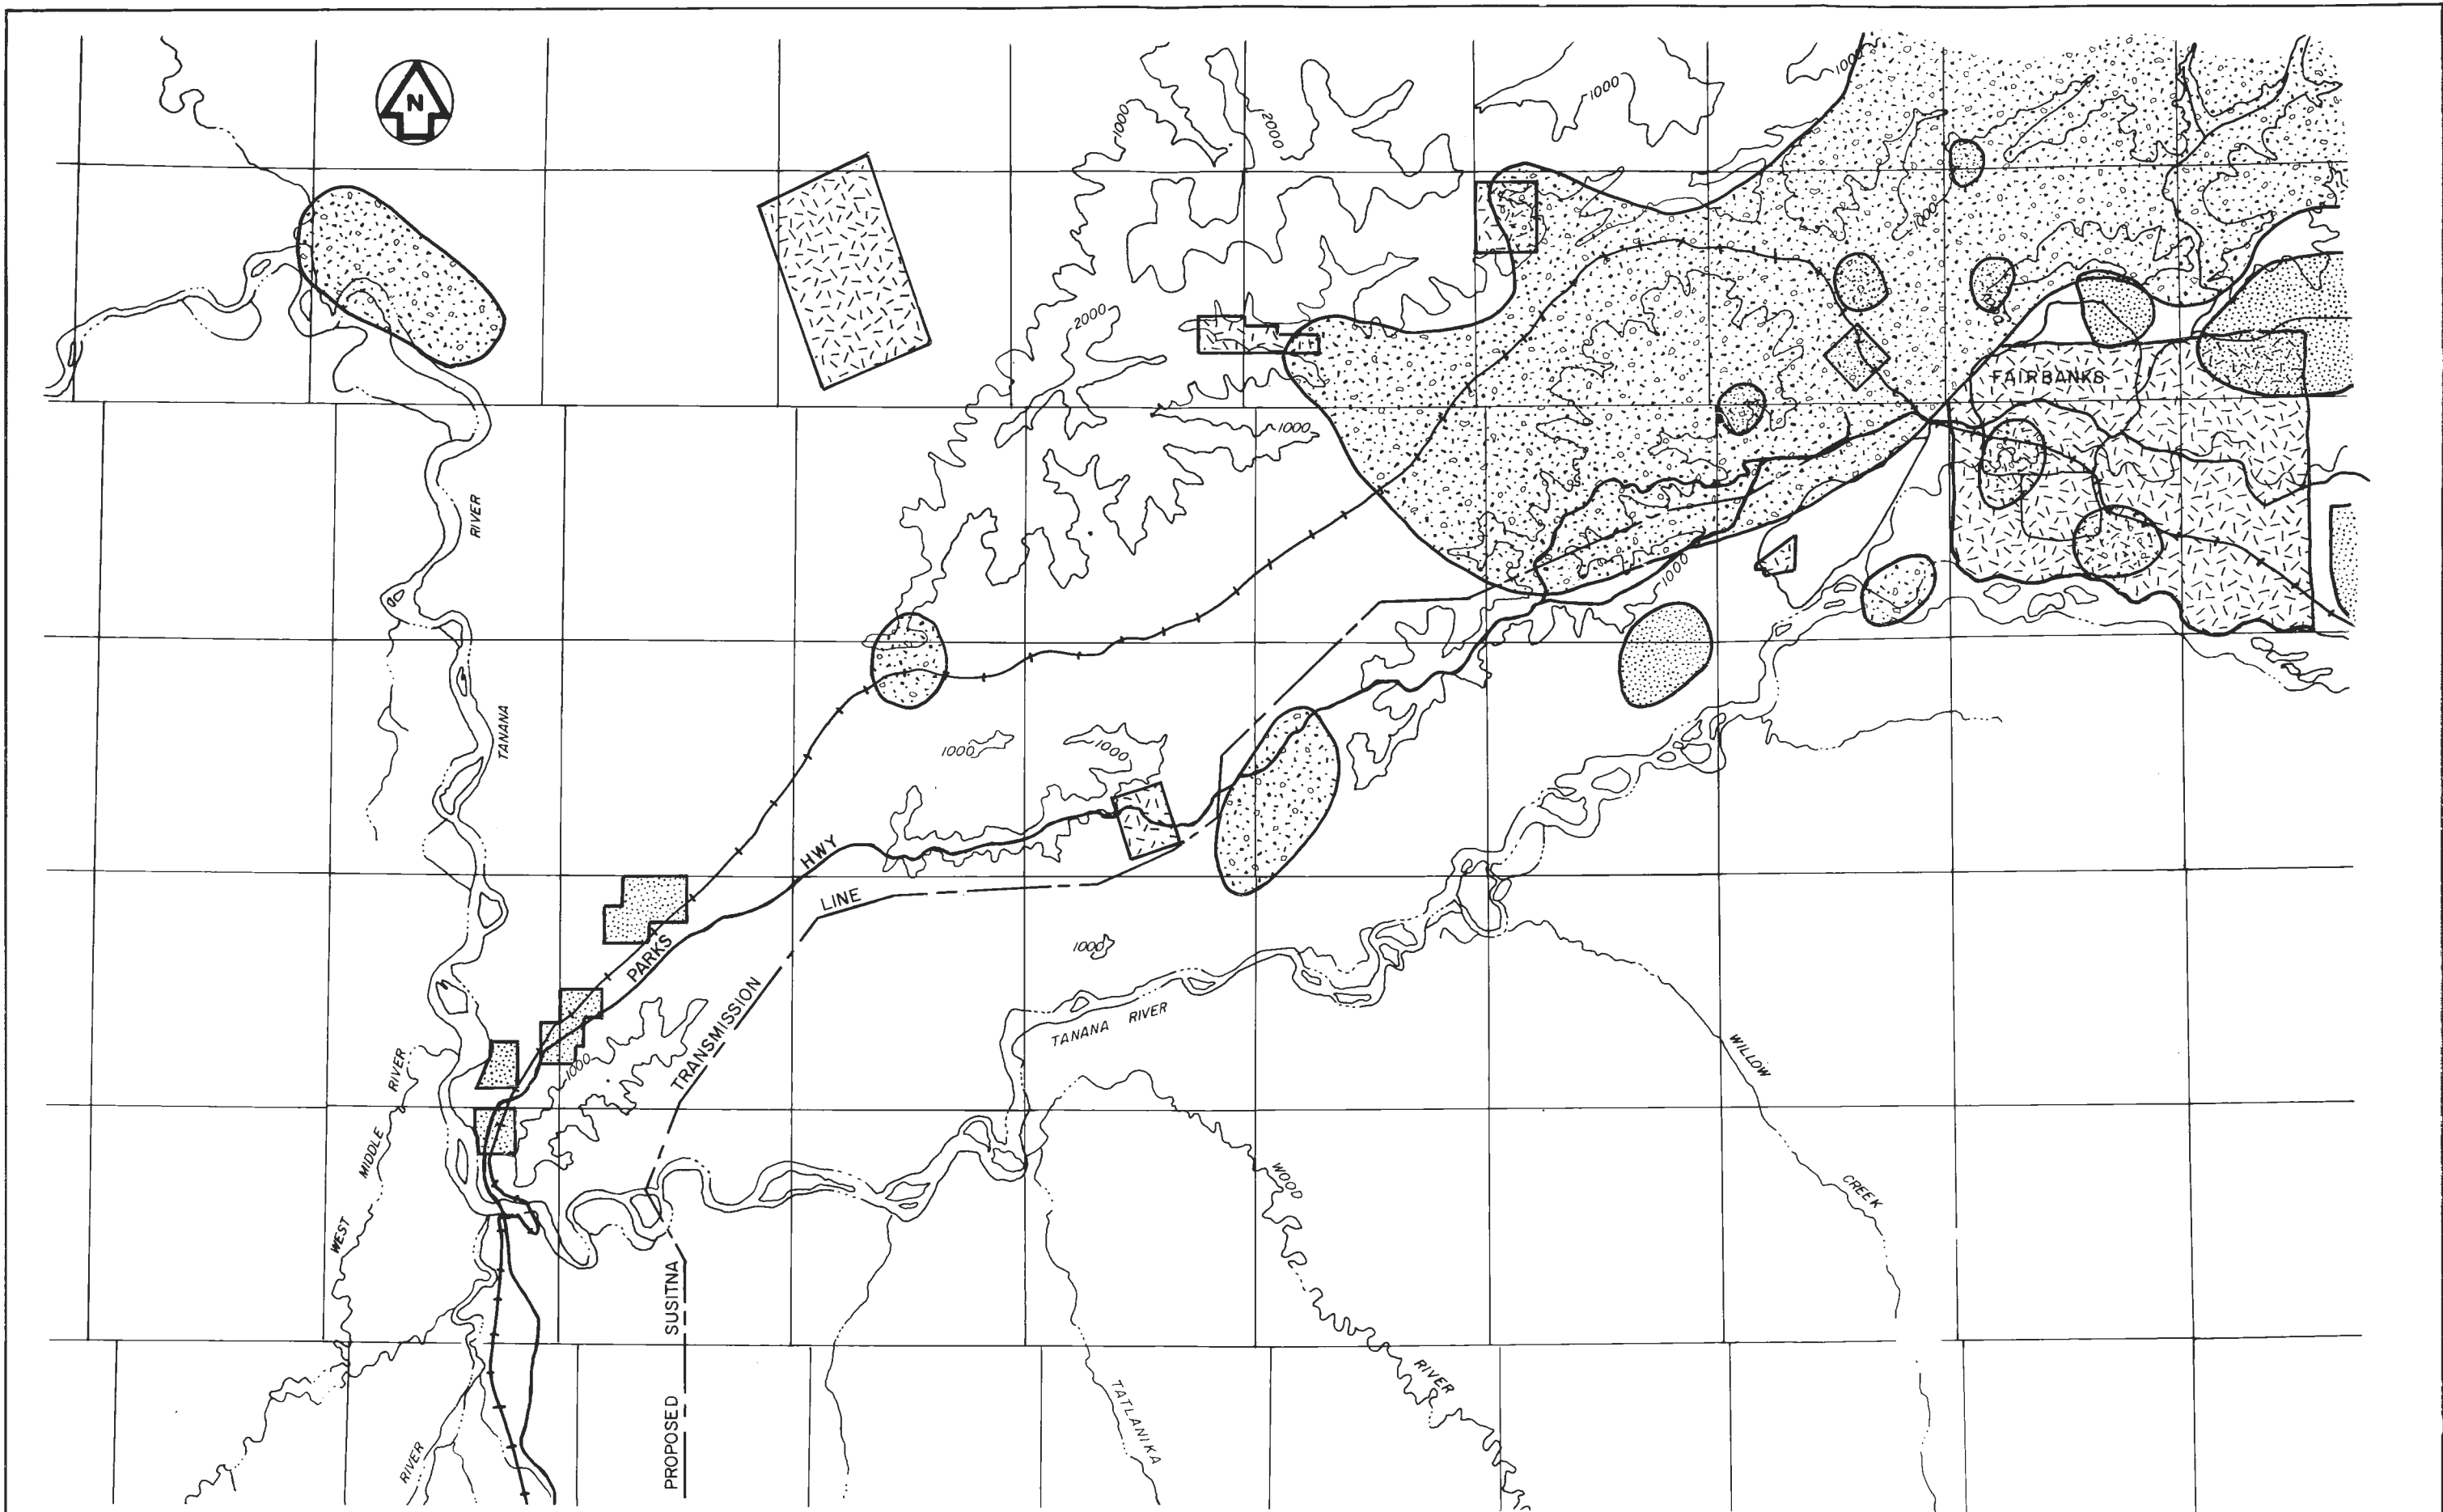 N
1000
2000
1000
1000
1000
2000
1000
FAIRBANKS
RIVER
1000
TANANA
1000
1000
HWY
LINE
PARKS
1000
TRANSMISSION
TANANA RIVER
WILLOW
RIVER
1000
MIDDLE
WOOD
CREEK
WEST
SUSITNA
PROPOSED
RIVER
TATLANIKA
RIVER